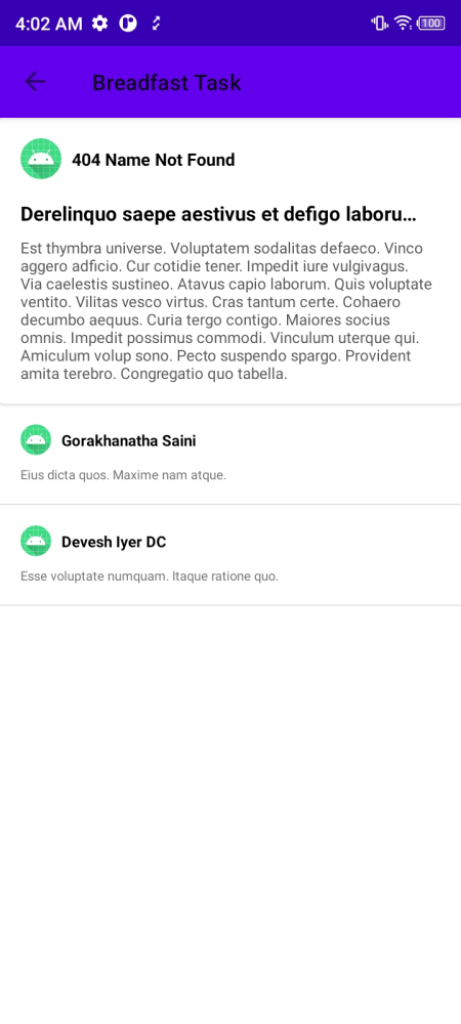 4:02 AM
100
Breadfast Task
404 Name Not Found
Derelinquo saepe aestivus et defigo laboru...
Est thymbra universe. Voluptatem sodalitas defaeco. Vinco
aggero adficio. Cur cotidie tener. Impedit iure vulgivagus.
Via caelestis sustineo. Atavus capio laborum. Quis voluptate
ventito. Vilitas vesco virtus. Cras tantum certe. Cohaero
decumbo aequus. Curia tergo contigo. Maiores socius
omnis. Impedit possimus commodi. Vinculum uterque qui.
Amiculum volup sono. Pecto suspendo spargo. Provident
amita terebro. Congregatio quo tabella.
Gorakhanatha Saini
Eius dicta quos. Maxime nam atque.
Devesh Iyer DC
Esse voluptate numquam. Itaque ratione quo.